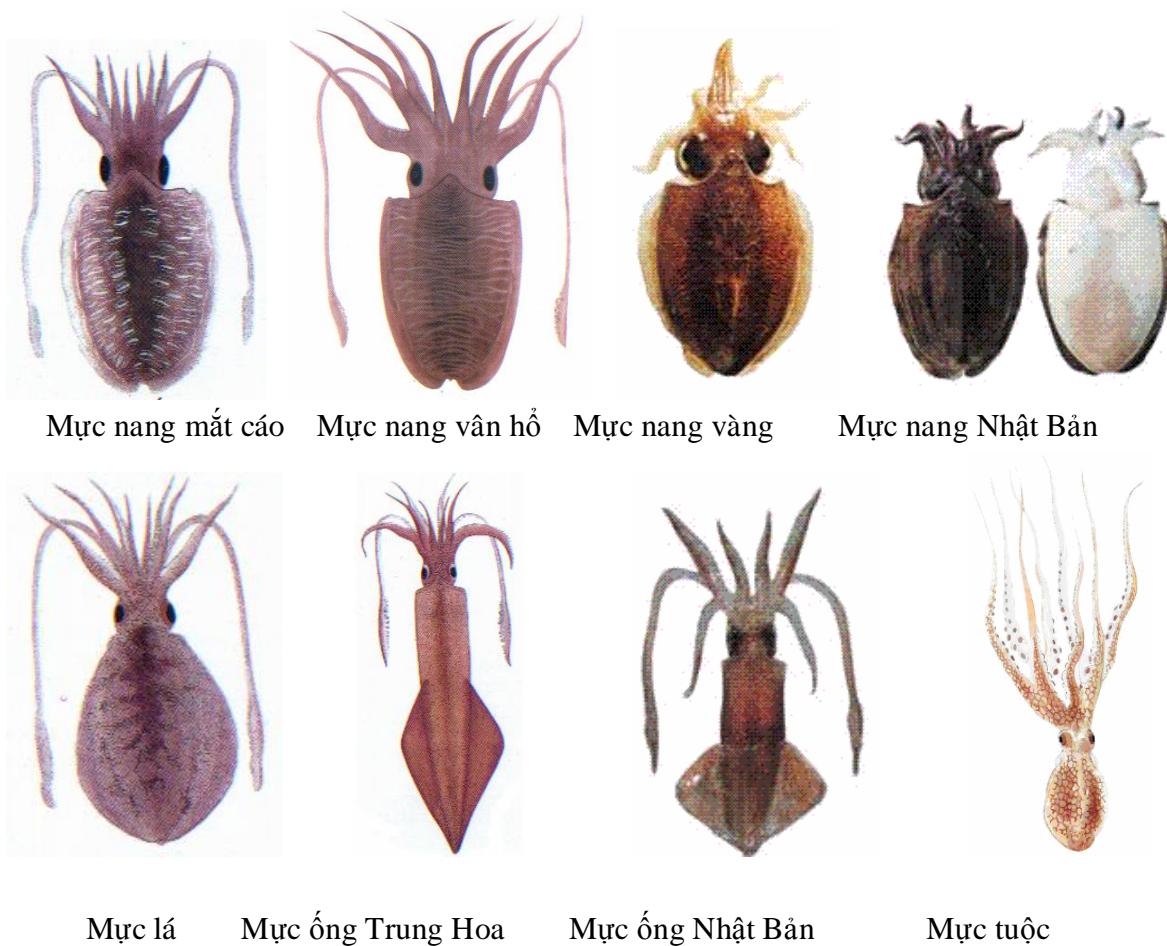 Mực nang mắt cáo Mực nang vân hổ Mực nang vàng Mực nang Nhật Bản
Mực lá Mực ống Trung Hoa Mực ống Nhật Bản Mực tuộc